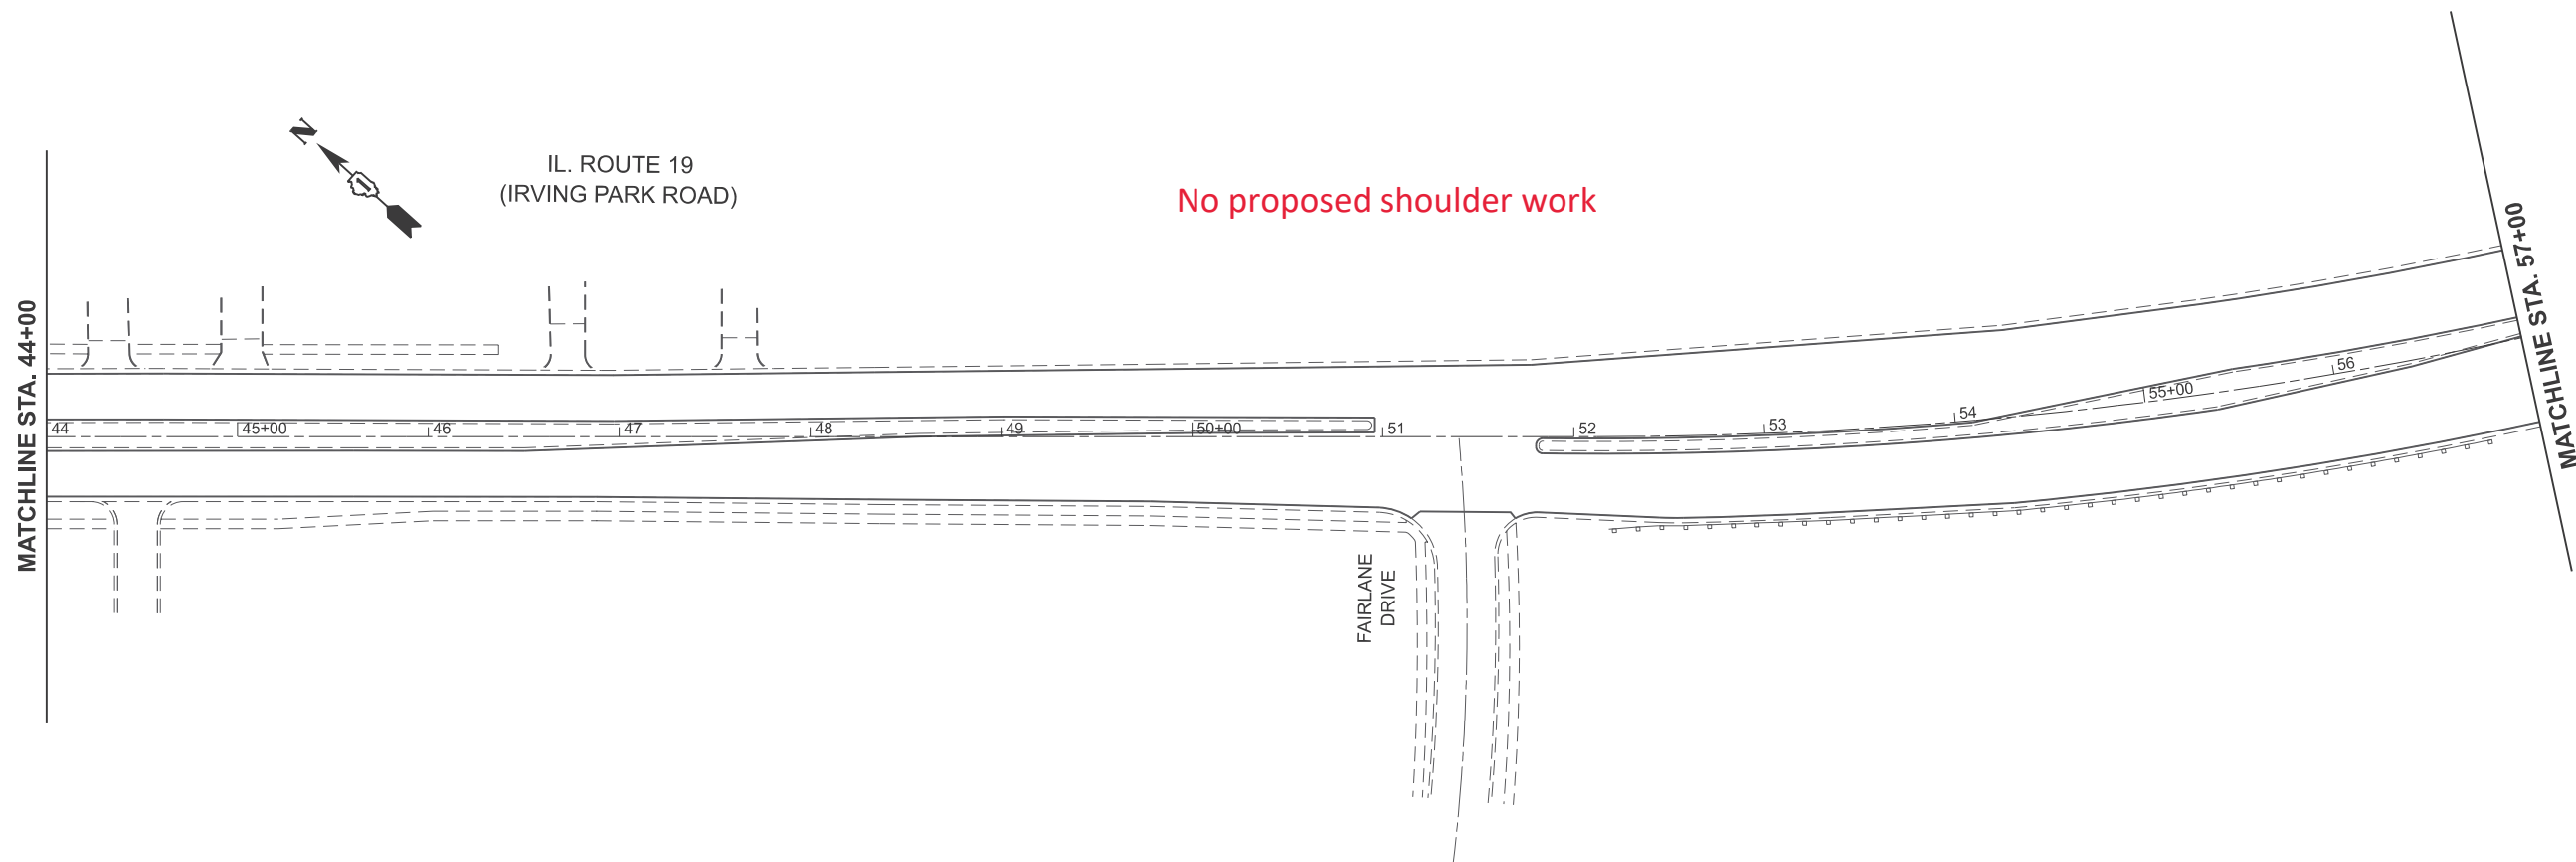 N
IL. ROUTE 19
(IRVING PARK ROAD)
No proposed shoulder work
MATCHLINE STA. 44+00
MATCHLINE STA. 57+00
44
45+00
46
47
48
49
50+00
51
52
53
54
55+00
56
FAIRLANE
DRIVE